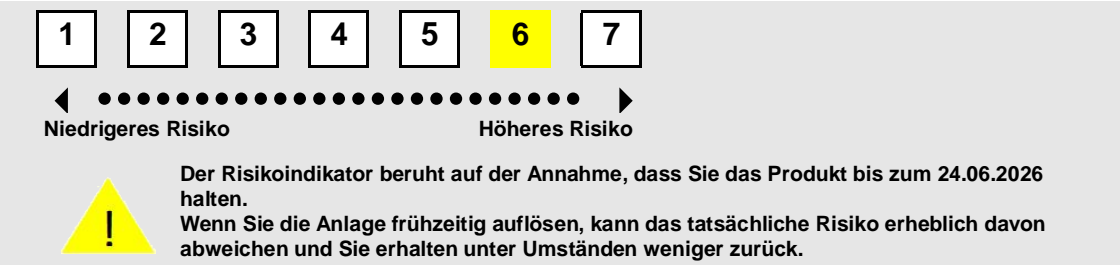 1 2 3 4 5 6 7
Niedrigeres Risiko Höheres Risiko
Der Risikoindikator beruht auf der Annahme, dass Sie das Produkt bis zum 24.06.2026
halten.
Wenn Sie die Anlage frühzeitig auflösen, kann das tatsächliche Risiko erheblich davon
abweichen und Sie erhalten unter Umständen weniger zurück.
!